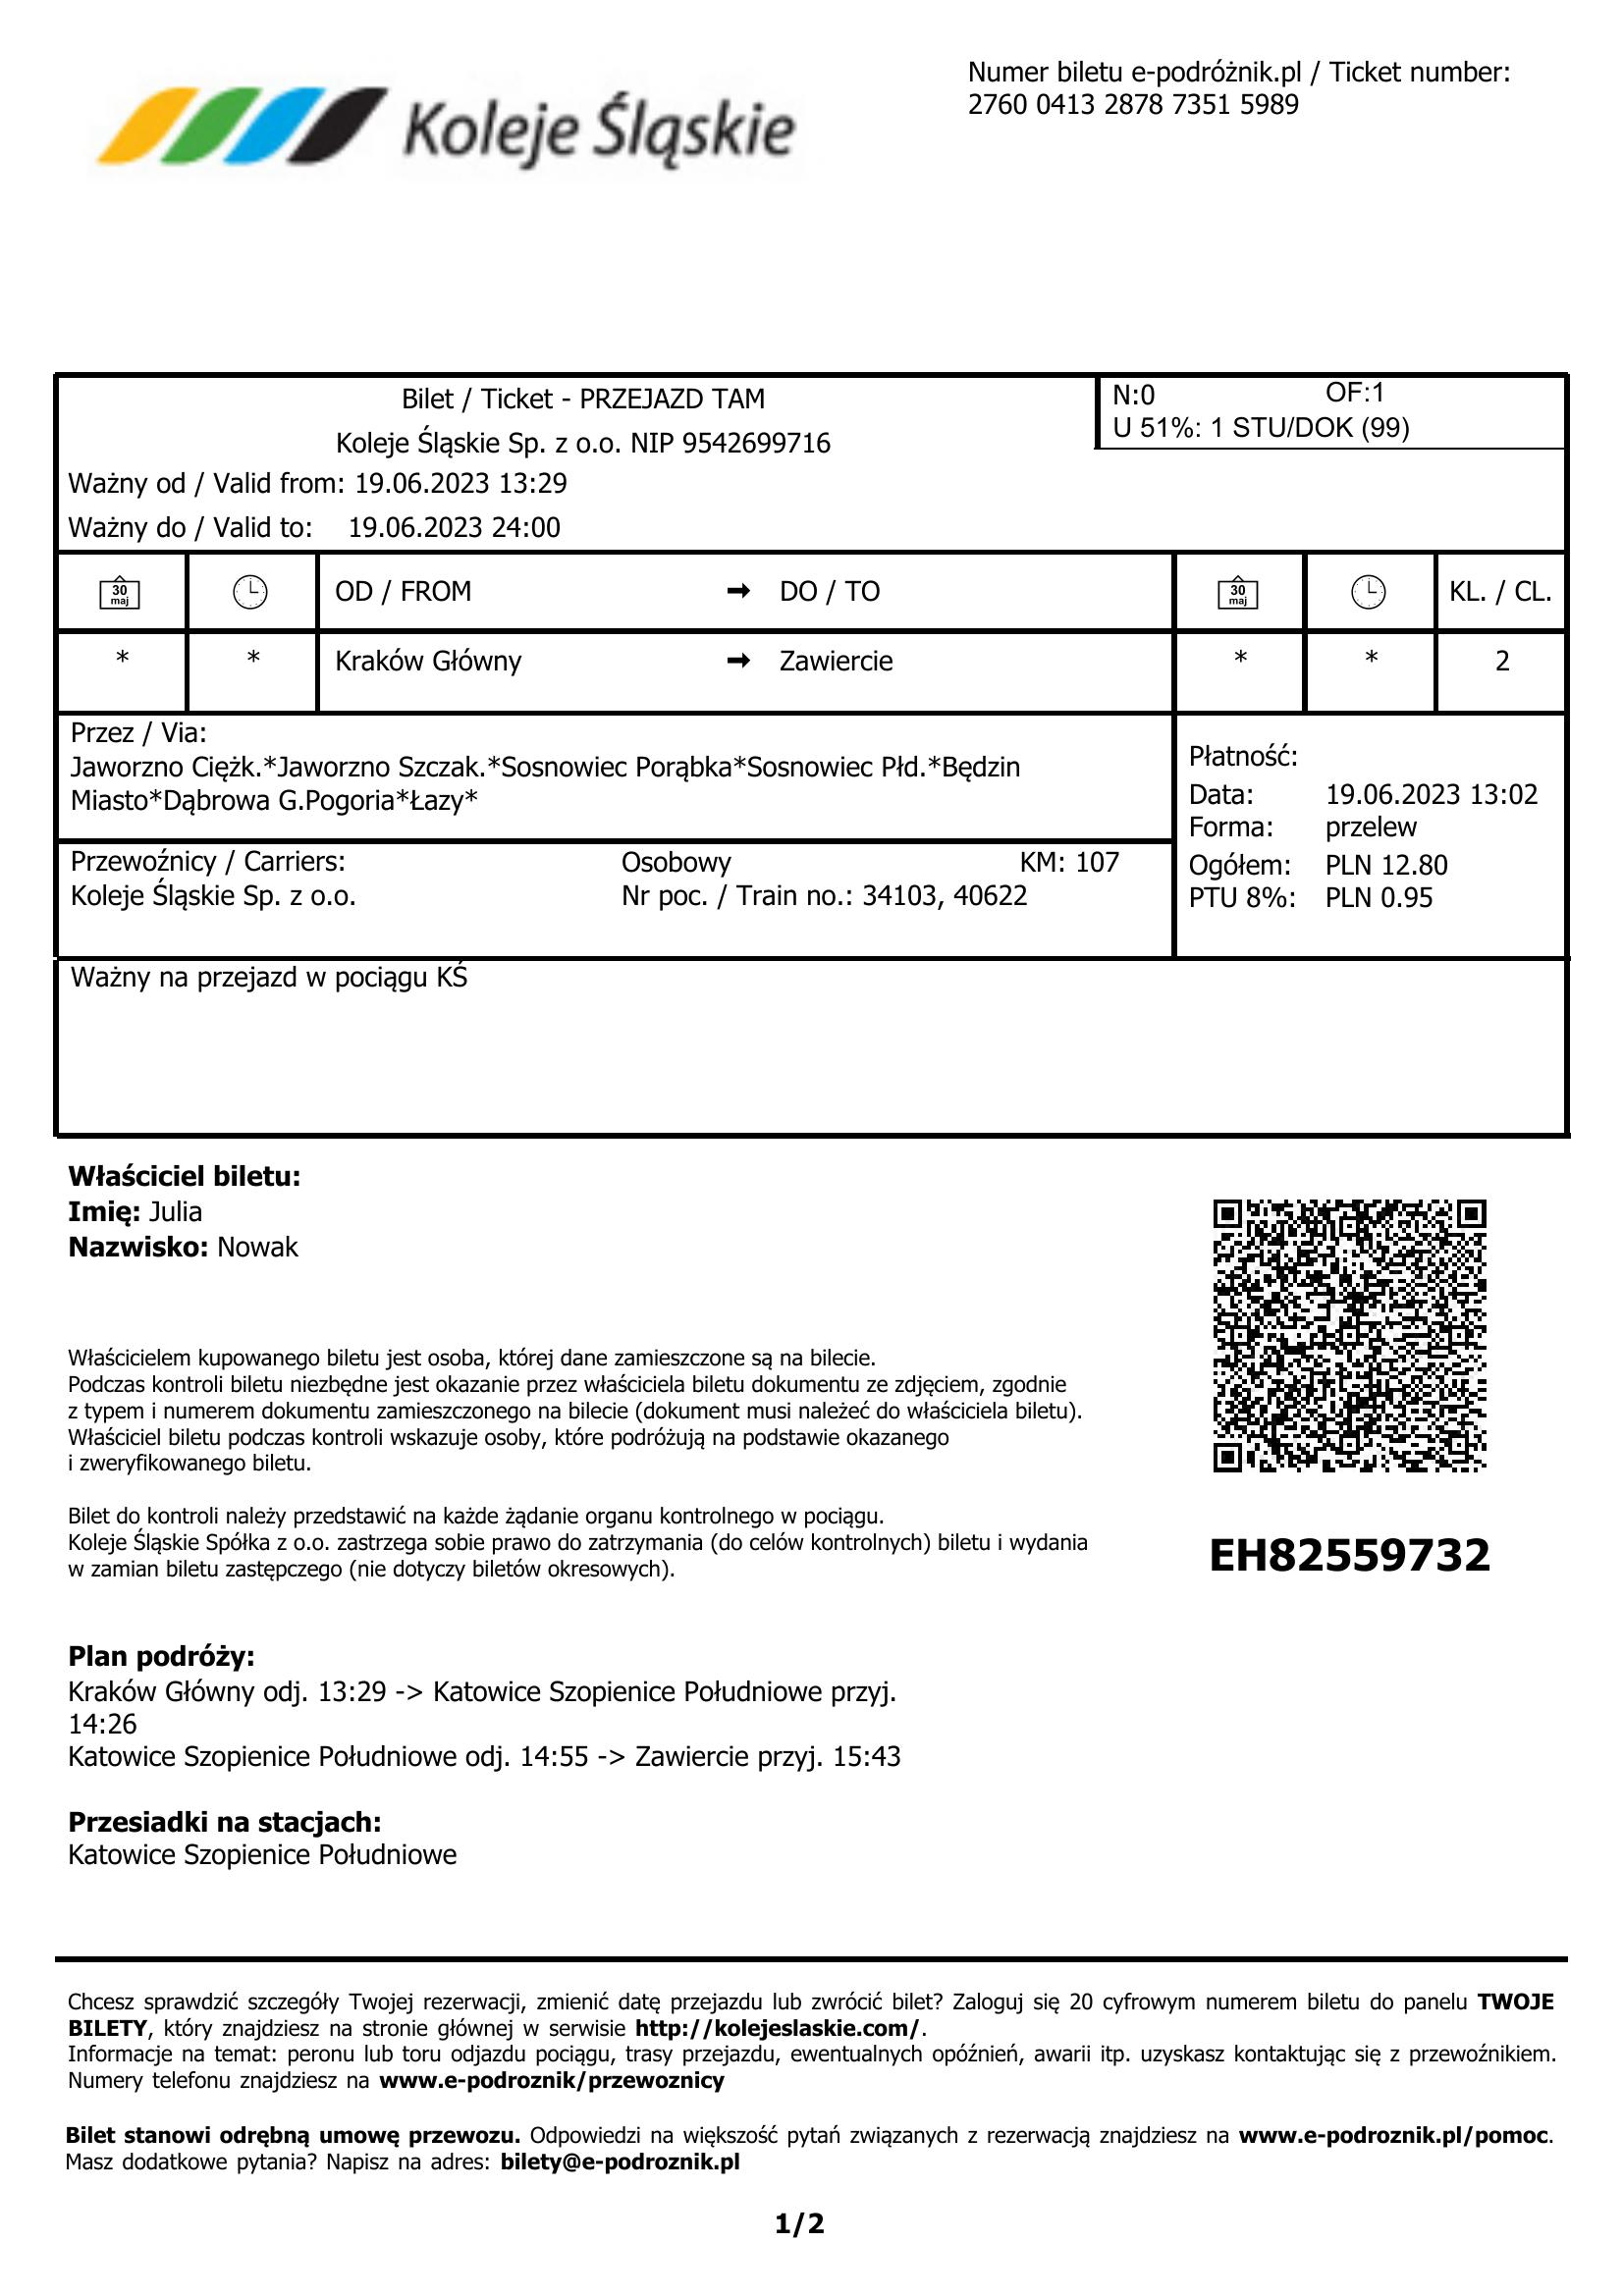 Koleje Śląskie
Numer biletu e-podróżnik.pl / Ticket number:
2760 0413 2878 7351 5989
Bilet / Ticket - PRZEJAZD TAM
N:0 OF:1
U 51%: 1 STU/DOK (99)
Koleje Śląskie Sp. z o.o. NIP 9542699716
Ważny od / Valid from: 19.06.2023 13:29
Ważny do / Valid to: 19.06.2023 24:00
30 maj OD / FROM → DO / TO 30 maj KL. / CL.
* * Kraków Główny → Zawiercie * * 2
Przez / Via:
Jaworzno Ciężk.*Jaworzno Szczak.*Sosnowiec Porąbka*Sosnowiec Płd.*Będzin
Miasto*Dąbrowa G.Pogoria*Łazy*
Płatność:
Data: 19.06.2023 13:02
Forma: przelew
Ogółem: PLN 12.80
PTU 8%: PLN 0.95
Przewoźnicy / Carriers: Osobowy KM: 107
Koleje Śląskie Sp. z o.o. Nr poc. / Train no.: 34103, 40622
Ważny na przejazd w pociągu KŚ
Właściciel biletu:
Imię: Julia
Nazwisko: Nowak
Właścicielem kupowanego biletu jest osoba, której dane zamieszczone są na bilecie.
Podczas kontroli biletu niezbędne jest okazanie przez właściciela biletu dokumentu ze zdjęciem, zgodnie
z typem i numerem dokumentu zamieszczonego na bilecie (dokument musi należeć do właściciela biletu).
Właściciel biletu podczas kontroli wskazuje osoby, które podróżują na podstawie okazanego
i zweryfikowanego biletu.
Bilet do kontroli należy przedstawić na każde żądanie organu kontrolnego w pociągu.
Koleje Śląskie Spółka z o.o. zastrzega sobie prawo do zatrzymania (do celów kontrolnych) biletu i wydania
w zamian biletu zastępczego (nie dotyczy biletów okresowych).
EH82559732
Plan podróży:
Kraków Główny odj. 13:29 -> Katowice Szopienice Południowe przyj.
14:26
Katowice Szopienice Południowe odj. 14:55 -> Zawiercie przyj. 15:43
Przesiadki na stacjach:
Katowice Szopienice Południowe
Chcesz sprawdzić szczegóły Twojej rezerwacji, zmienić datę przejazdu lub zwrócić bilet? Zaloguj się 20 cyfrowym numerem biletu do panelu TWOJE
BILETY, który znajdziesz na stronie głównej w serwisie http://kolejeslaskie.com/.
Informacje na temat: peronu lub toru odjazdu pociągu, trasy przejazdu, ewentualnych opóźnień, awarii itp. uzyskasz kontaktując się z przewoźnikiem.
Numery telefonu znajdziesz na www.e-podroznik/przewoznicy
Bilet stanowi odrębną umowę przewozu. Odpowiedzi na większość pytań związanych z rezerwacją znajdziesz na www.e-podroznik.pl/pomoc.
Masz dodatkowe pytania? Napisz na adres: bilety@e-podroznik.pl
1/2